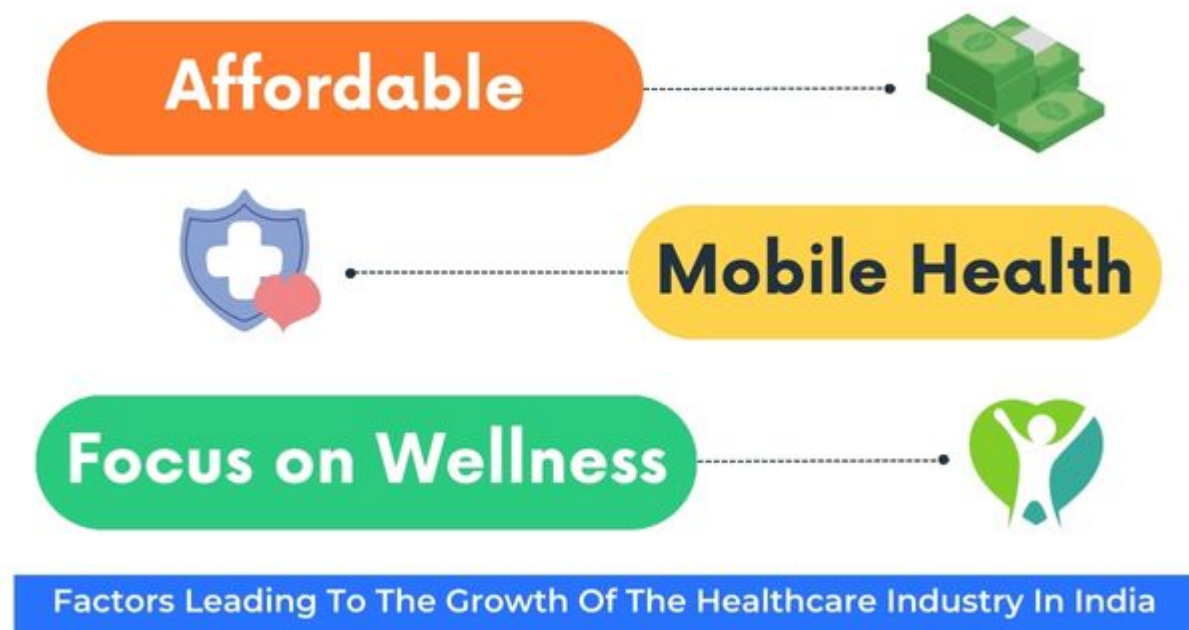 Affordable
Mobile Health
Focus on Wellness
Factors Leading To The Growth Of The Healthcare Industry In India